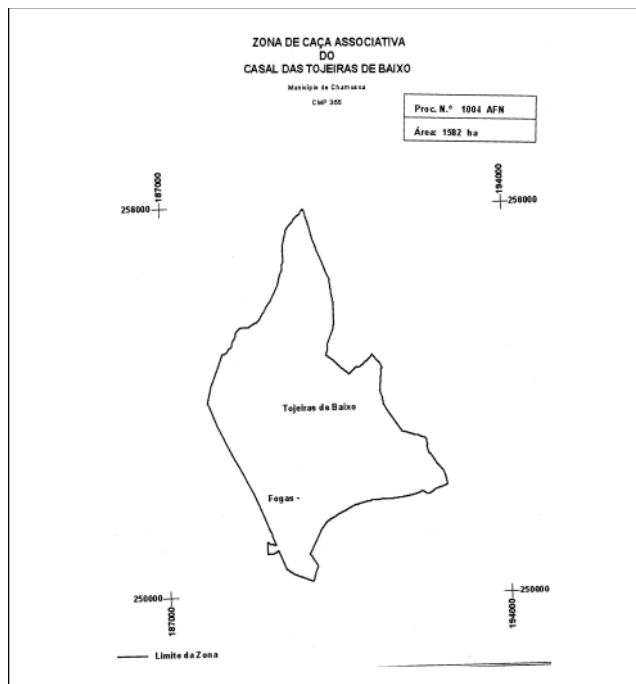 ZONA DE CAÇA ASSOCIATIVA
DO
CASAL DAS TOJEIRAS DE BAIXO
Município de Chamusca
CMP 355
Proc. N.º 1004 AFN
Área: 1582 ha
187000
194000
258000
258000
Tojeiras de Baixo
Fogas -
250000
250000
187000
194000
Limite da Zona